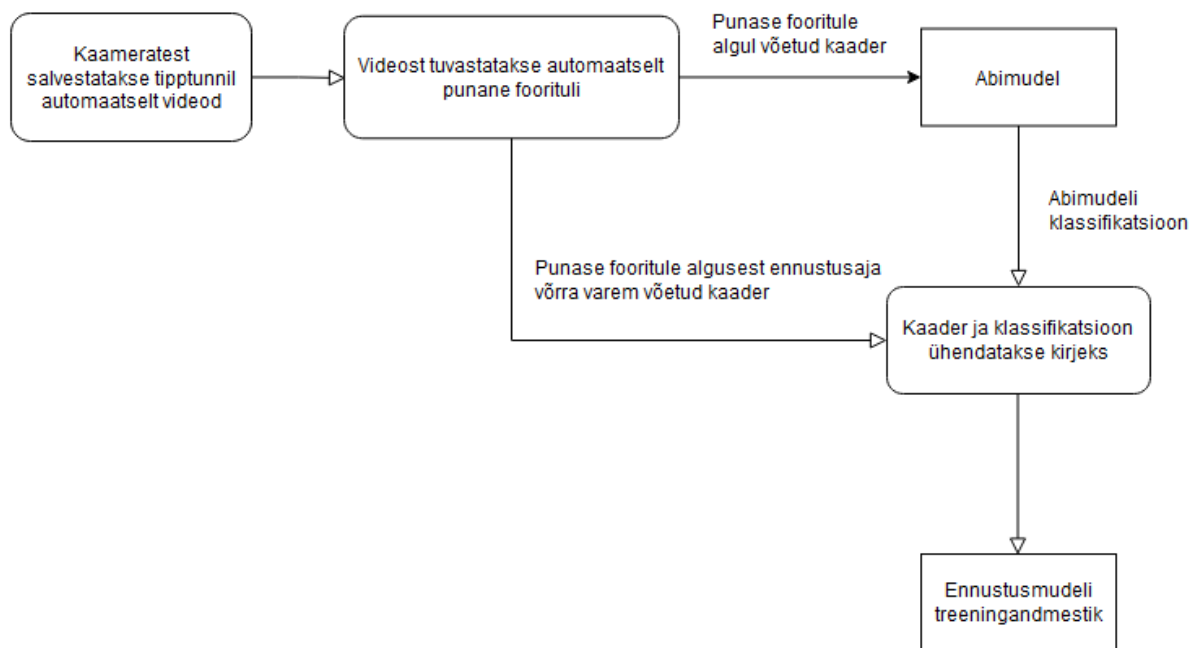 Kaameratest
salvestatakse tipptunnil
automaatselt videod
Videost tuvastatakse automaatselt
punane foorituli
Punase fooritule
algul võetud kaader
Abimudel
Abimudeli
klassifikatsioon
Punase fooritule algusest ennustusaja
võrra varem võetud kaader
Kaader ja klassifikatsioon
ühendatakse kirjeks
Ennustusmudeli
treeningandmestik